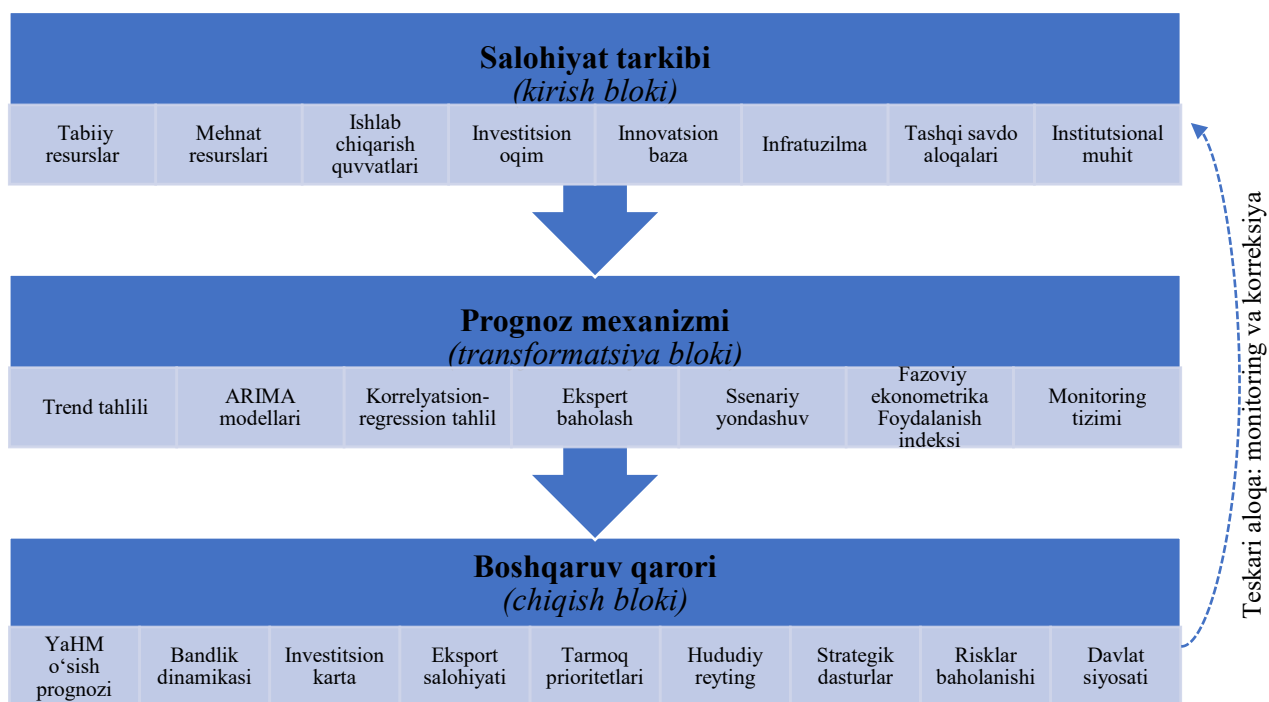 Salohiyat tarkibi
(kirish bloki)
Tabiiy
resurslar
Mehnat
resurslari
Ishlab
chiqarish
quvvatlari
Investitsion
oqim
Innovatsion
baza
Infratuzilma
Tashqi savdo
aloqalari
Institutsional
muhit
Prognoz mexanizmi
(transformatsiya bloki)
Trend tahlili
ARIMA
modellari
Korrelyatsion-
regression tahlil
Ekspert
baholash
Ssenariy
yondashuv
Fazoviy
ekonometrika
Foydalanish
indeksi
Monitoring
tizimi
Boshqaruv qarori
(chiqish bloki)
YaHM
o‘sish
prognozi
Bandlik
dinamikasi
Investitsion
karta
Eksport
salohiyati
Tarmoq
prioritetlari
Hududiy
reyting
Strategik
dasturlar
Risklar
baholanishi
Davlat
siyosati
Teskari aloqa: monitoring va korreksiya